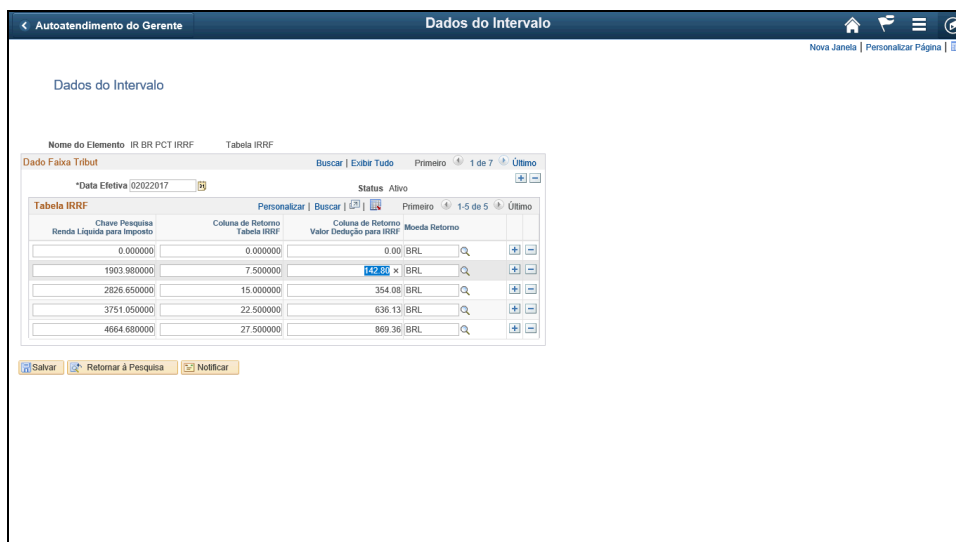 Autoatendimento do Gerente
Dados do Intervalo
Nova Janela | Personalizar Página |
Dados do Intervalo
Nome do Elemento IR BR PCT IRRF Tabela IRRF
Dado Faixa Tribut Buscar | Exibir Tudo Primeiro 1 de 7 Último
*Data Efetiva 02022017 Status Ativo
Tabela IRRF Personalizar | Buscar | | Primeiro 1-5 de 5 Último
Chave Pesquisa Coluna de Retorno Coluna de Retorno Moeda Retorno
Renda Líquida para Imposto Tabela IRRF Valor Dedução para IRRF
0.000000 0.000000 0.00 BRL
1903.980000 7.500000 142.80 × BRL
2826.650000 15.000000 354.08 BRL
3751.050000 22.500000 636.13 BRL
4664.680000 27.500000 869.36 BRL
Salvar Retornar à Pesquisa Notificar